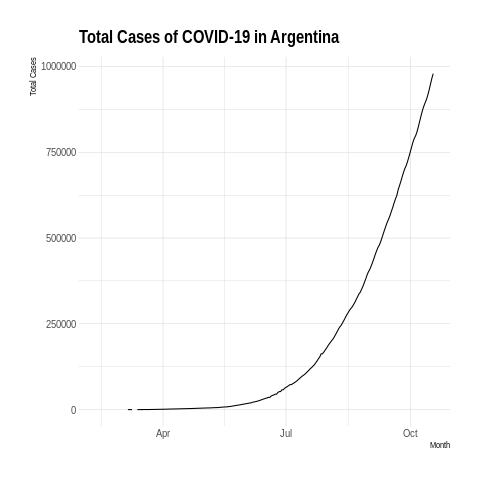 Total Cases of COVID-19 in Argentina
Total Cases
1000000
750000
500000
250000
0
Apr Jul Oct
Month